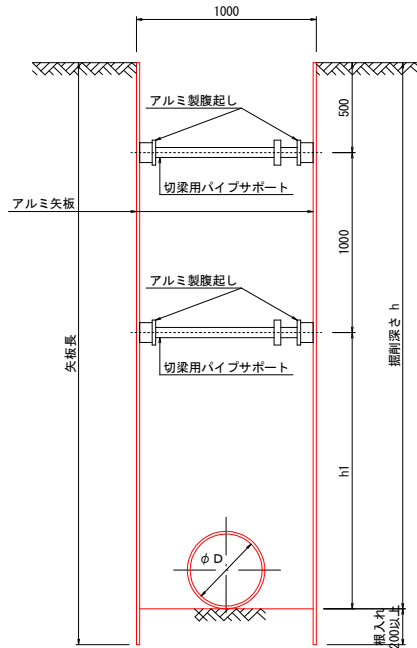 1000
アルミ製腹起し
500
切梁用パイプサポート
アルミ矢板
1000
アルミ製腹起し
切梁用パイプサポート
矢板長
掘削深さ h
h1
φD
根入れ
200以上